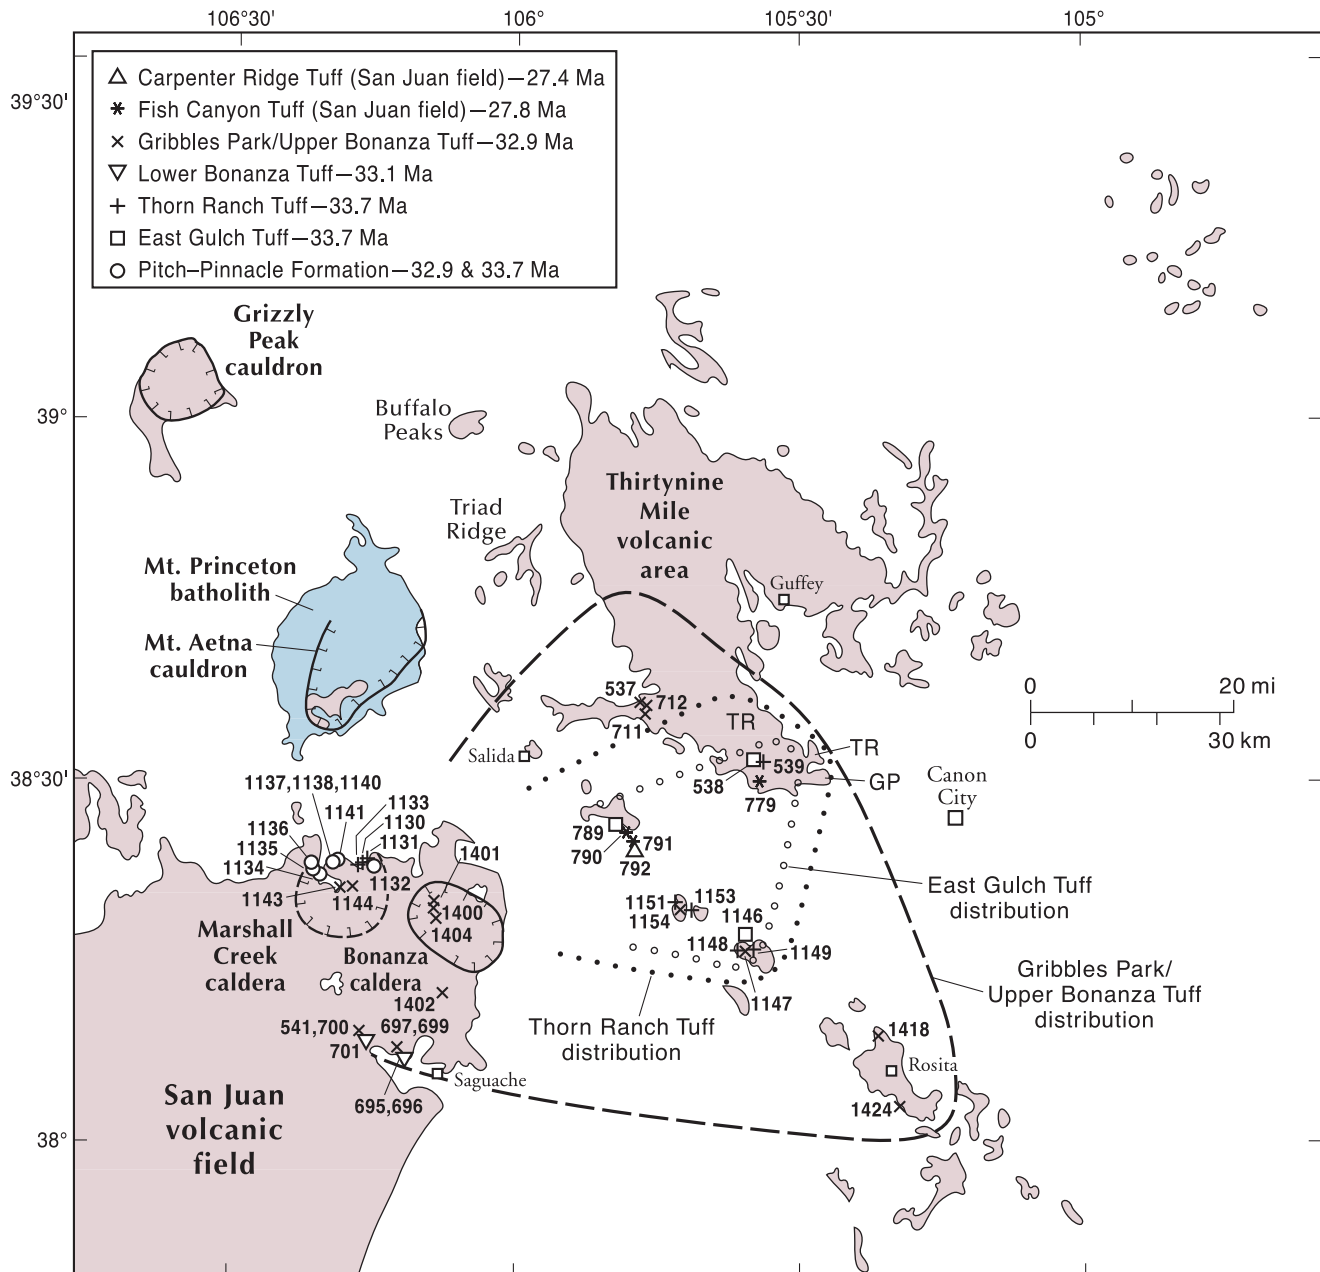 106°30'
106°
105°30'
105°
39°30'
39°
38°30'
38°
Carpenter Ridge Tuff (San Juan field)—27.4 Ma
Fish Canyon Tuff (San Juan field)—27.8 Ma
Gribbles Park/Upper Bonanza Tuff—32.9 Ma
Lower Bonanza Tuff—33.1 Ma
Thorn Ranch Tuff—33.7 Ma
East Gulch Tuff—33.7 Ma
Pitch–Pinnacle Formation—32.9 & 33.7 Ma
Grizzly
Peak
cauldron
Buffalo
Peaks
Triad
Ridge
Thirtynine
Mile
volcanic
area
Guffey
Mt. Princeton
batholith
Mt. Aetna
cauldron
537
712
711
TR
TR
GP
Salida
538
539
779
0
20 mi
0
30 km
Canon
City
1137,1138,1140
1133
1141
1130
1136
1131
1135
1134
1132
1143
1144
1401
1400
1404
789
790
791
792
1151
1153
1154
1146
1148
1149
1147
East Gulch Tuff
distribution
Marshall
Creek
caldera
Bonanza
caldera
1402
Gribbles Park/
Upper Bonanza Tuff
distribution
Thorn Ranch Tuff
distribution
541,700
697,699
701
695,696
Saguache
1418
Rosita
1424
San Juan
volcanic
field